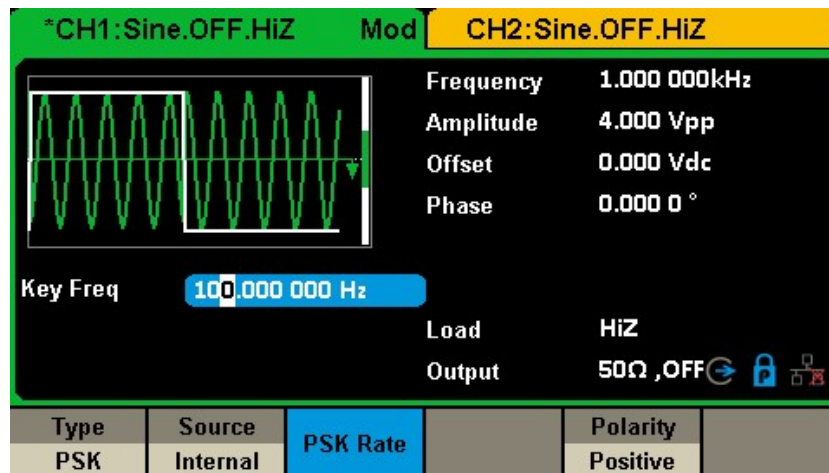 *CH1:Sine.OFF.HiZ Mod CH2:Sine.OFF.HiZ
Frequency 1.000 000kHz
Amplitude 4.000 Vpp
Offset 0.000 Vdc
Phase 0.000 0 °
Key Freq 100.000 000 Hz
Load HiZ
Output 50Ω ,OFF P
Type Source PSK Rate Polarity
PSK Internal Positive